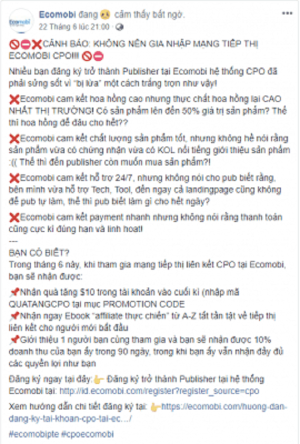 Ecomobi đang 😲 cảm thấy bất ngờ.
22 Tháng 6 lúc 21:00 ·
🚫⛔❌CẢNH BÁO: KHÔNG NÊN GIA NHẬP MẠNG TIẾP THỊ
ECOMOBI CPO!!! 🚫⛔❌
Nhiều bạn đăng ký trở thành Publisher tại Ecomobi hệ thống CPO đã
phải sửng sốt vì "bị lừa" một cách trắng trợn như vậy!
❌Ecomobi cam kết hoa hồng cao nhưng thực chất hoa hồng lại CAO
NHẤT THỊ TRƯỜNG! Có sản phẩm lên đến 50% giá trị sản phẩm? Thế
thì hoa hồng để đâu cho hết??
❌Ecomobi cam kết chất lượng sản phẩm tốt, nhưng không hề nói rằng
sản phẩm vừa có chứng nhận vừa có KOL nổi tiếng giới thiệu sản phẩm
:(( Thế thì đến publisher còn muốn mua sản phẩm?!
❌Ecomobi cam kết hỗ trợ 24/7, nhưng không nói cho pub biết rằng,
bên mình vừa hỗ trợ Tech, Tool, đến ngay cả landingpage cũng không
để pub tự làm, thế thì pub biết làm gì cho hết ngày?
❌Ecomobi cam kết payment nhanh nhưng không nói rằng thanh toán
cũng cực kì đúng hạn và linh hoạt!
---
BẠN CÓ BIẾT?
Trong tháng 6 này, khi tham gia mạng tiếp thị liên kết CPO tại Ecomobi,
bạn sẽ nhận được:
📌Nhận quà tặng $10 trong tài khoản vào cuối kì (nhập mã
QUATANGCPO tại mục PROMOTION CODE
📌Nhận ngay Ebook "affiliate thực chiến" từ A-Z tất tần tật về tiếp thị
liên kết cho người mới bắt đầu
📌Giới thiệu 1 người bạn cùng tham gia và bạn sẽ nhận được 10%
doanh thu của bạn ấy trong 90 ngày, trong khi bạn ấy vẫn nhận đầy đủ
các quyền lợi như bạn
Đăng ký ngay tại đây:👉 Đăng ký trở thành Publisher tại hệ thống
Ecomobi tại: http://id.ecomobi.com/register?register_source=cpo
Xem hướng dẫn chi tiết đăng ký tại: 👉https://ecomobi.com/huong-dan-
dang-ky-tai-khoan-cpo-tai-ec.../
#ecomobipte #cpoecomobi